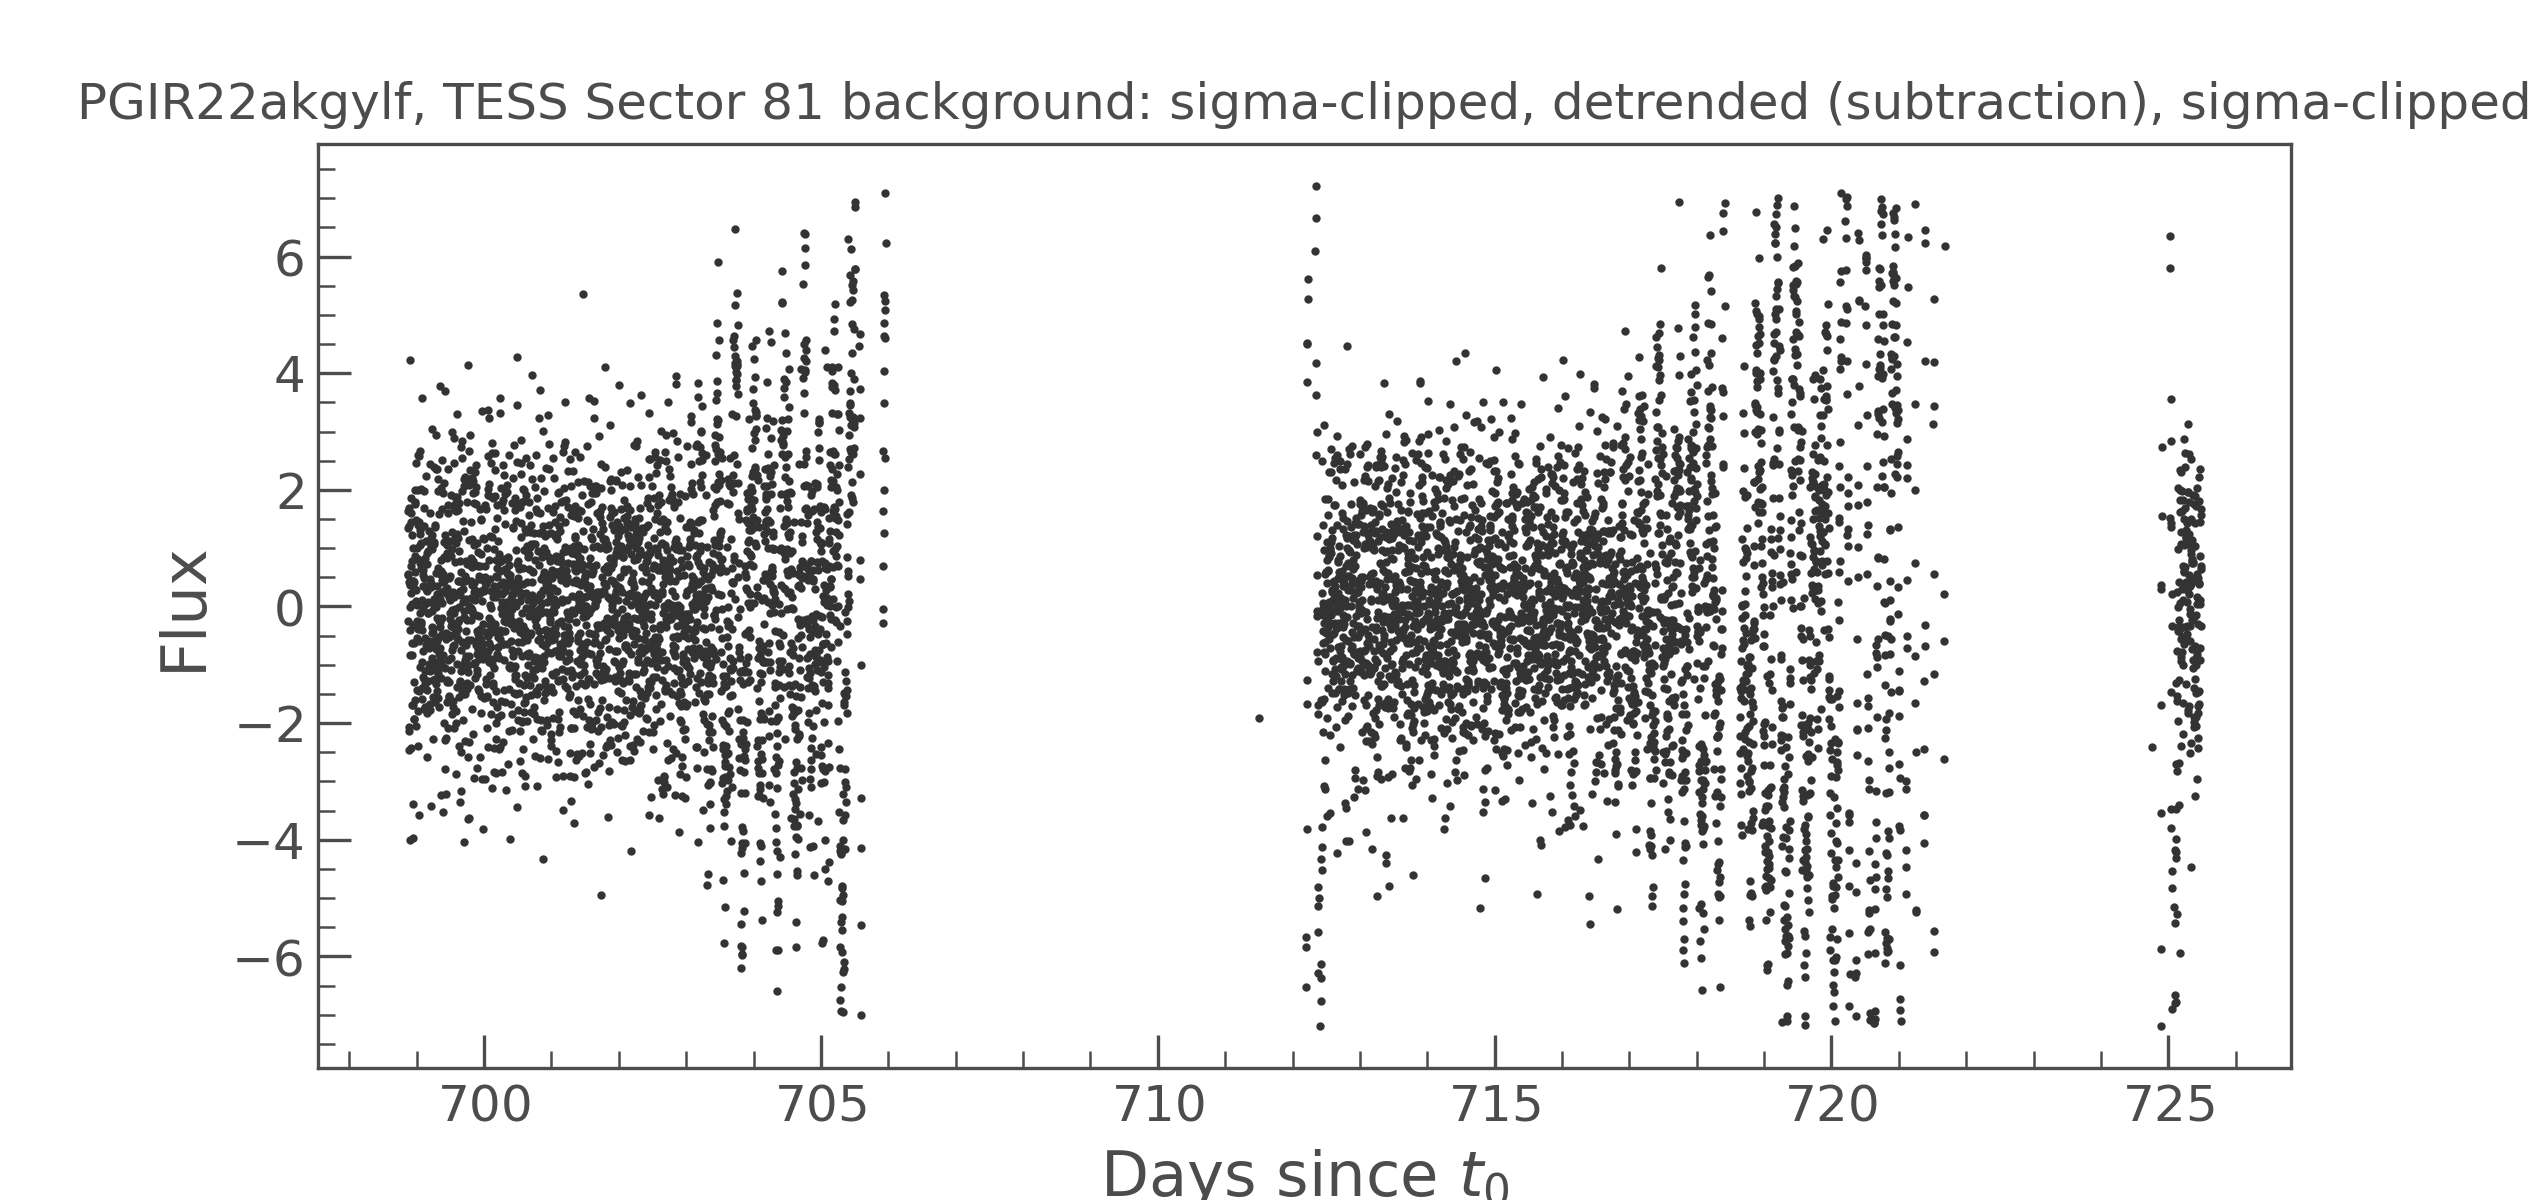 PGIR22akgylf, TESS Sector 81 background: sigma-clipped, detrended (subtraction), sigma-clipped
6
4
2
0
−2
−4
−6
Flux
700 705 710 715 720 725
Days since t0